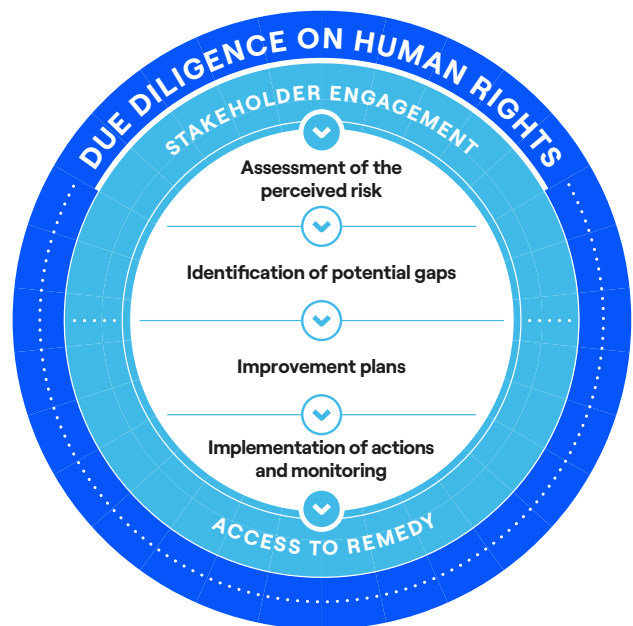 DUE DILIGENCE ON HUMAN RIGHTS
STAKEHOLDER ENGAGEMENT
Assessment of the
perceived risk
Identification of potential gaps
Improvement plans
Implementation of actions
and monitoring
ACCESS TO REMEDY